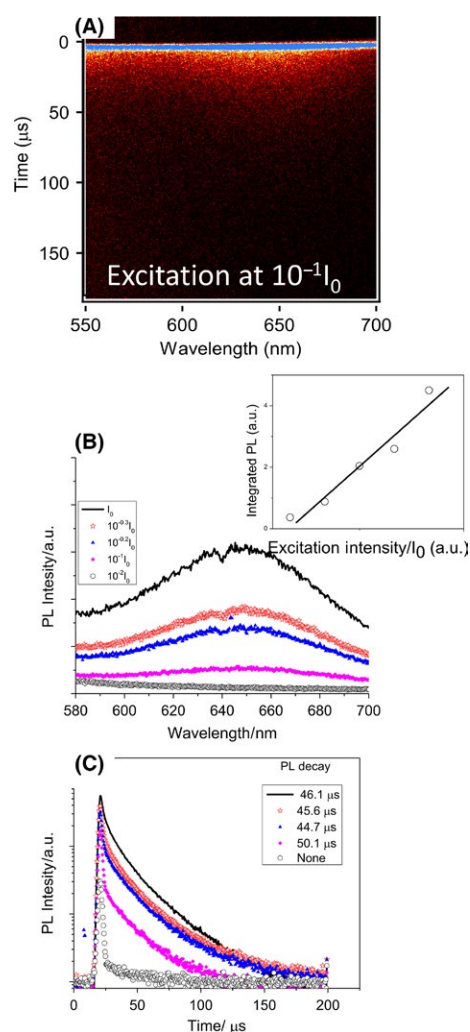 (A)
0
50
100
150
Time (μs)
Excitation at 10⁻¹I₀
550 600 650 700
Wavelength (nm)
(B)
4
2
0
Integrated PL (a.u.)
Excitation intensity/I₀ (a.u.)
I₀
10⁻⁰·³I₀
10⁻⁰·²I₀
10⁻¹I₀
10⁻²I₀
PL Intesity/a.u.
580 600 620 640 660 680 700
Wavelength/nm
(C)
PL decay
46.1 μs
45.6 μs
44.7 μs
50.1 μs
None
PL Intesity/a.u.
0 50 100 150 200
Time/ μs